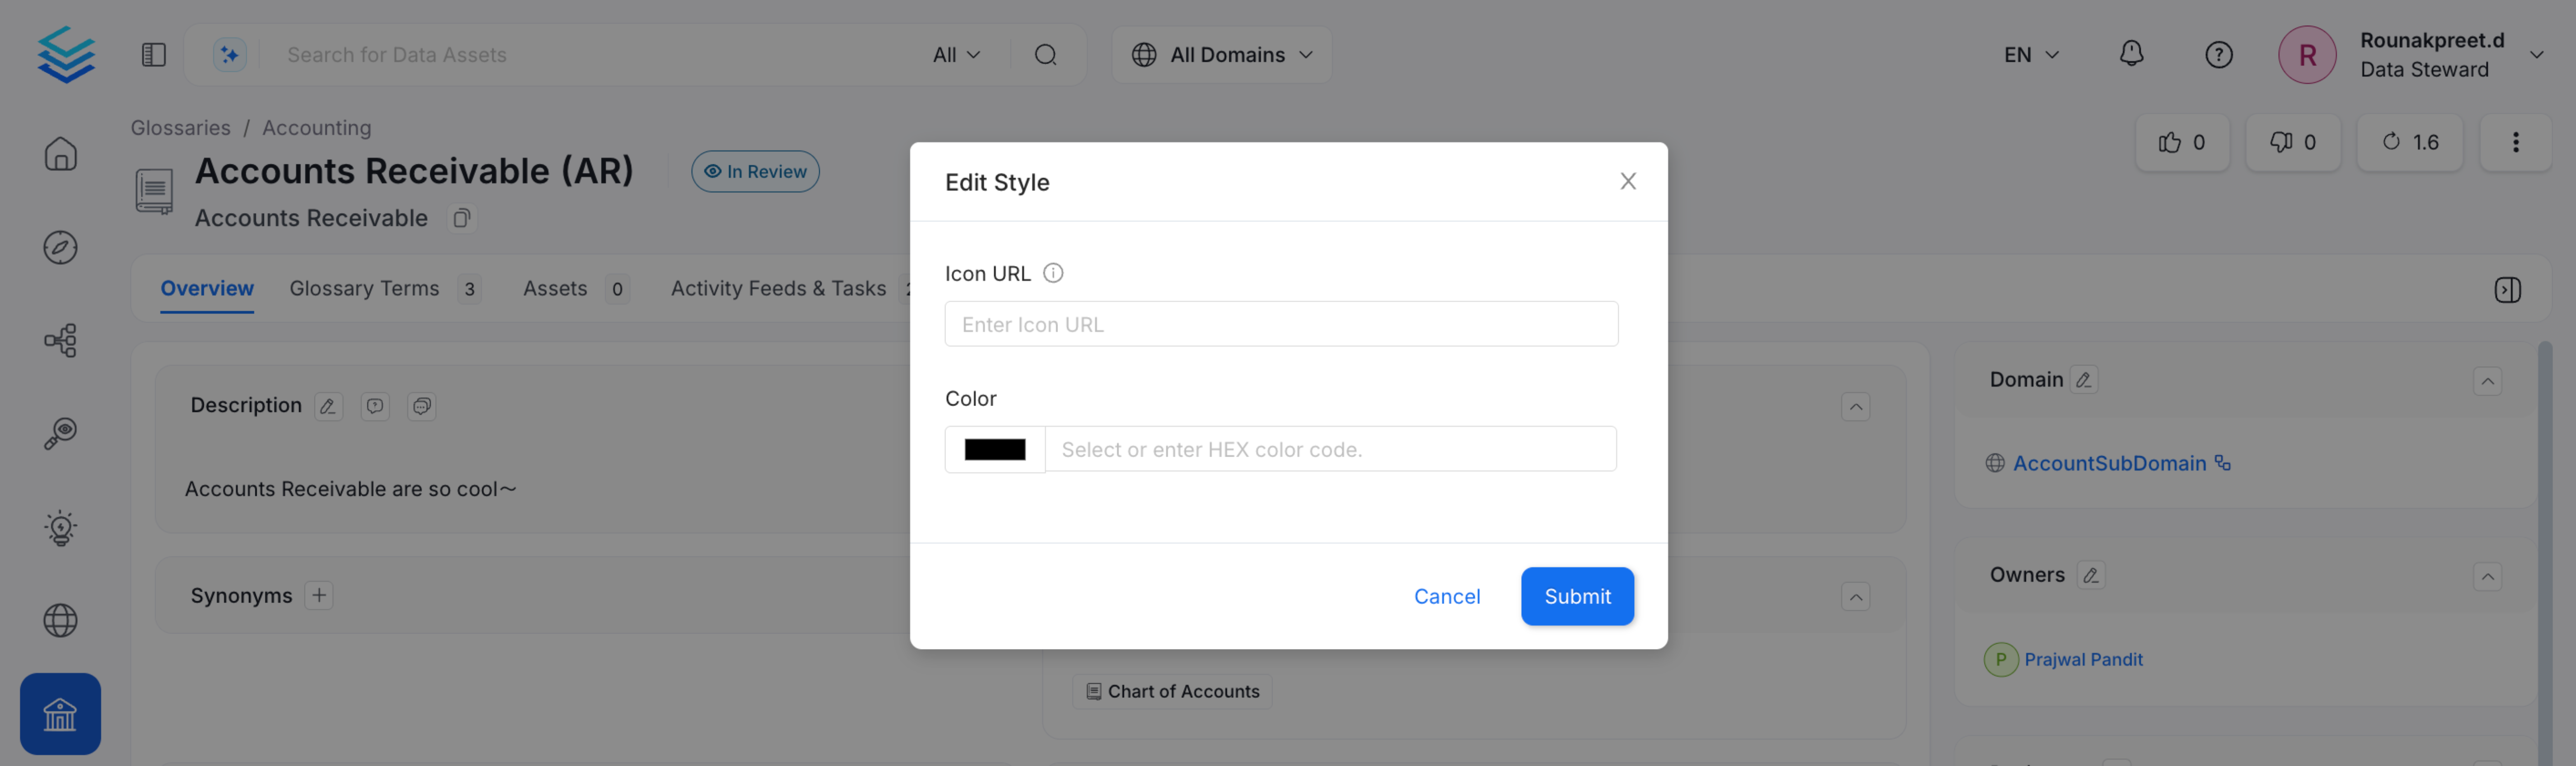 Search for Data Assets
All
All Domains
EN
R
Rounakpreet.d
Data Steward
Glossaries / Accounting
Accounts Receivable (AR)
In Review
0
0
1.6
Accounts Receivable
Overview
Glossary Terms 3
Assets 0
Activity Feeds & Tasks
Edit Style
Icon URL
Enter Icon URL
Color
Select or enter HEX color code.
Cancel
Submit
Description
Accounts Receivable are so cool~
Synonyms
Chart of Accounts
Domain
AccountSubDomain
Owners
P Prajwal Pandit